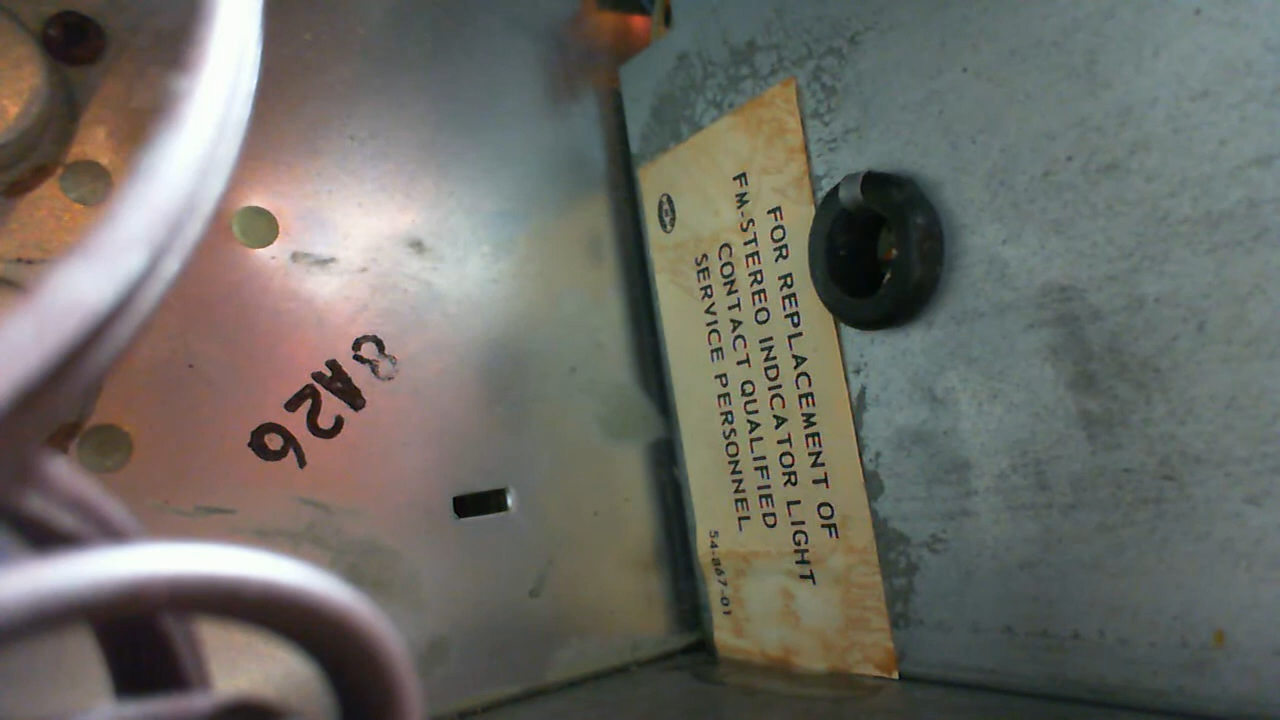 FOR REPLACEMENT OF
FM-STEREO INDICATOR LIGHT
CONTACT QUALIFIED
SERVICE PERSONNEL
54-867-01
8A26